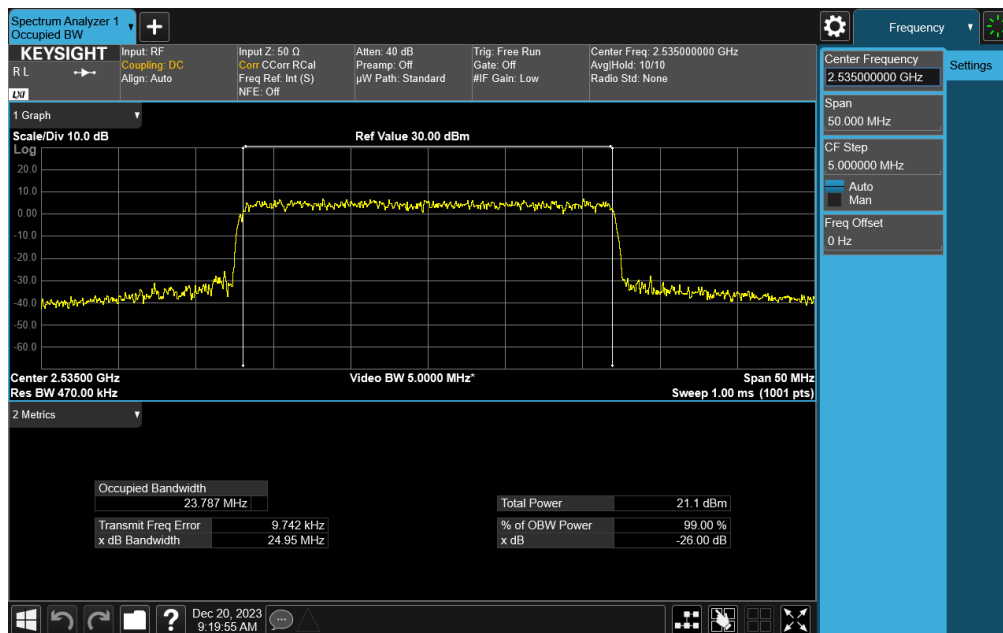 Spectrum Analyzer 1
Occupied BW
Frequency
KEYSIGHT
R L
LXI
Input: RF
Coupling: DC
Align: Auto
Input Z: 50 Ω
Corr CCorr RCal
Freq Ref: Int (S)
NFE: Off
Atten: 40 dB
Preamp: Off
µW Path: Standard
Trig: Free Run
Gate: Off
#IF Gain: Low
Center Freq: 2.535000000 GHz
Avg|Hold: 10/10
Radio Std: None
Center Frequency
2.535000000 GHz
Settings
Span
50.000 MHz
CF Step
5.000000 MHz
Auto
Man
Freq Offset
0 Hz
1 Graph
Scale/Div 10.0 dB
Ref Value 30.00 dBm
Log
20.0
10.0
0.00
-10.0
-20.0
-30.0
-40.0
-50.0
-60.0
Center 2.53500 GHz
Video BW 5.0000 MHz*
Span 50 MHz
Res BW 470.00 kHz
Sweep 1.00 ms (1001 pts)
2 Metrics
Occupied Bandwidth
23.787 MHz
Total Power 21.1 dBm
Transmit Freq Error 9.742 kHz
% of OBW Power 99.00 %
x dB Bandwidth 24.95 MHz
x dB -26.00 dB
?
Dec 20, 2023
9:19:55 AM